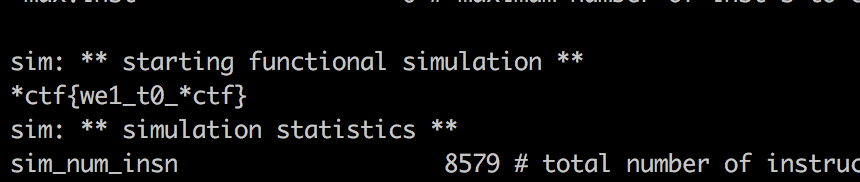 sim: ** starting functional simulation **
*ctf{we1_t0_*ctf}
sim: ** simulation statistics **
sim_num_insn 8579 # total number of instruc